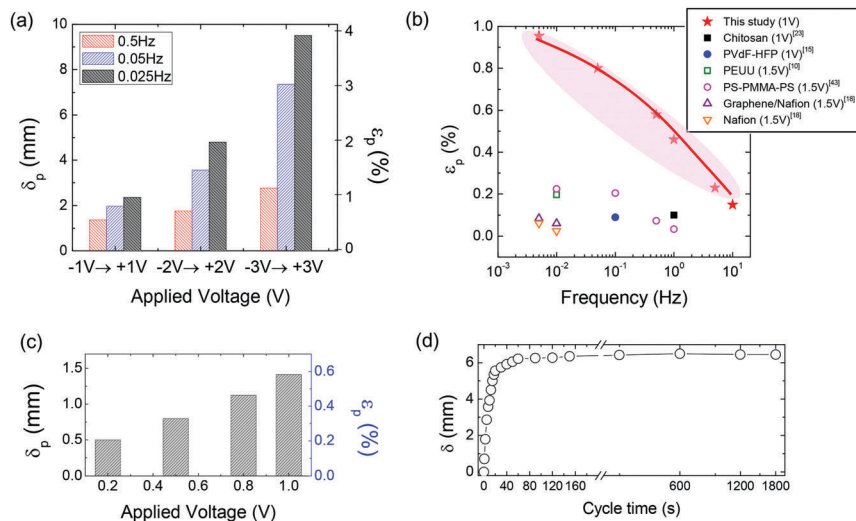 (a)
0.5Hz
0.05Hz
0.025Hz
10
8
6
4
2
0
δp (mm)
4
3
2
1
0
εp (%)
-1V→ +1V -2V→ +2V -3V→ +3V
Applied Voltage (V)
(b)
This study (1V)
Chitosan (1V)[23]
PVdF-HFP (1V)[15]
PEUU (1.5V)[10]
PS-PMMA-PS (1.5V)[43]
Graphene/Nafion (1.5V)[18]
Nafion (1.5V)[18]
1.0
0.8
0.6
0.4
0.2
0.0
εp (%)
10-3 10-2 10-1 100 101
Frequency (Hz)
(c)
1.5
1.0
0.5
0.0
δp (mm)
0.6
0.4
0.2
0.0
εp (%)
0.2 0.4 0.6 0.8 1.0
Applied Voltage (V)
(d)
6
4
2
0
δ (mm)
0 40 80 120 160 600 1200 1800
Cycle time (s)